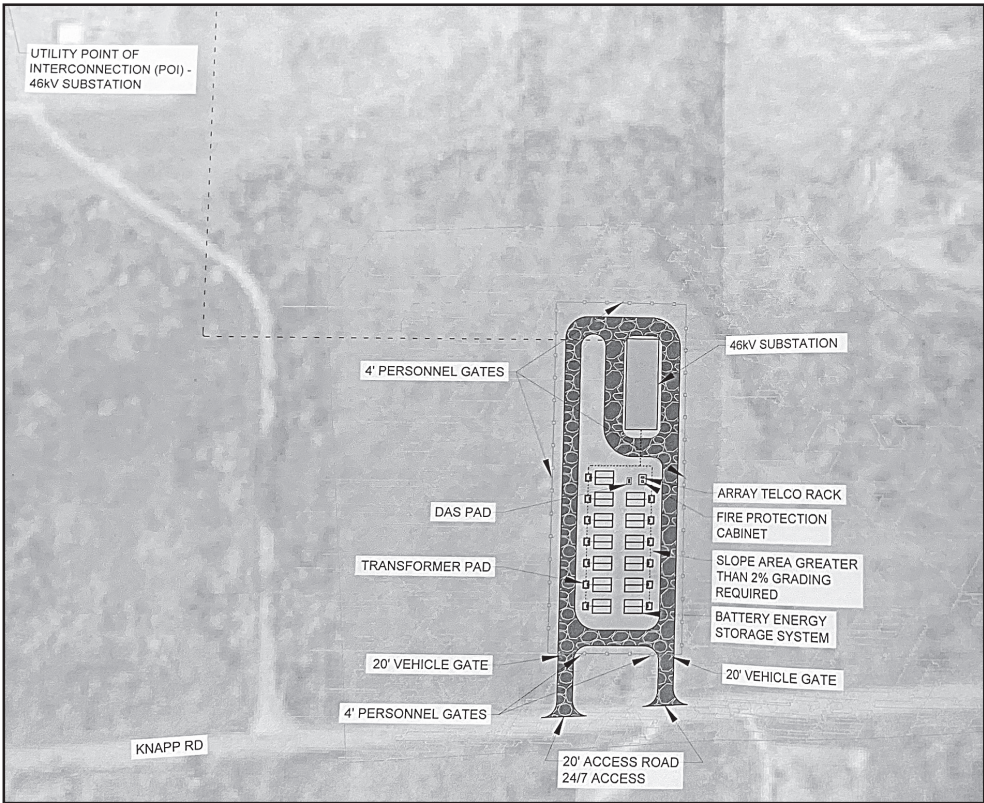 UTILITY POINT OF
INTERCONNECTION (POI) -
46kV SUBSTATION
46kV SUBSTATION
4' PERSONNEL GATES
ARRAY TELCO RACK
DAS PAD
FIRE PROTECTION
CABINET
SLOPE AREA GREATER
THAN 2% GRADING
REQUIRED
TRANSFORMER PAD
BATTERY ENERGY
STORAGE SYSTEM
20' VEHICLE GATE
20' VEHICLE GATE
4' PERSONNEL GATES
KNAPP RD
20' ACCESS ROAD
24/7 ACCESS